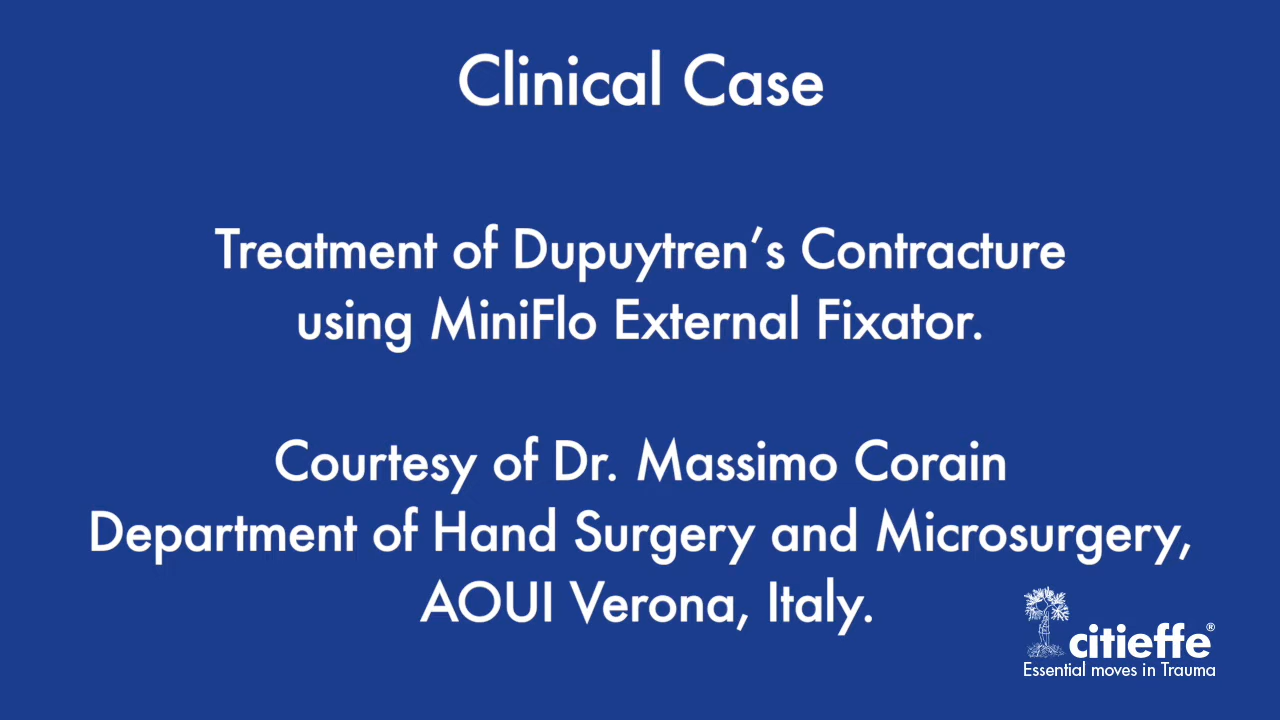 Clinical Case
Treatment of Dupuytren’s Contracture
using MiniFlo External Fixator.
Courtesy of Dr. Massimo Corain
Department of Hand Surgery and Microsurgery,
AOUI Verona, Italy.
citieffe®
Essential moves in Trauma